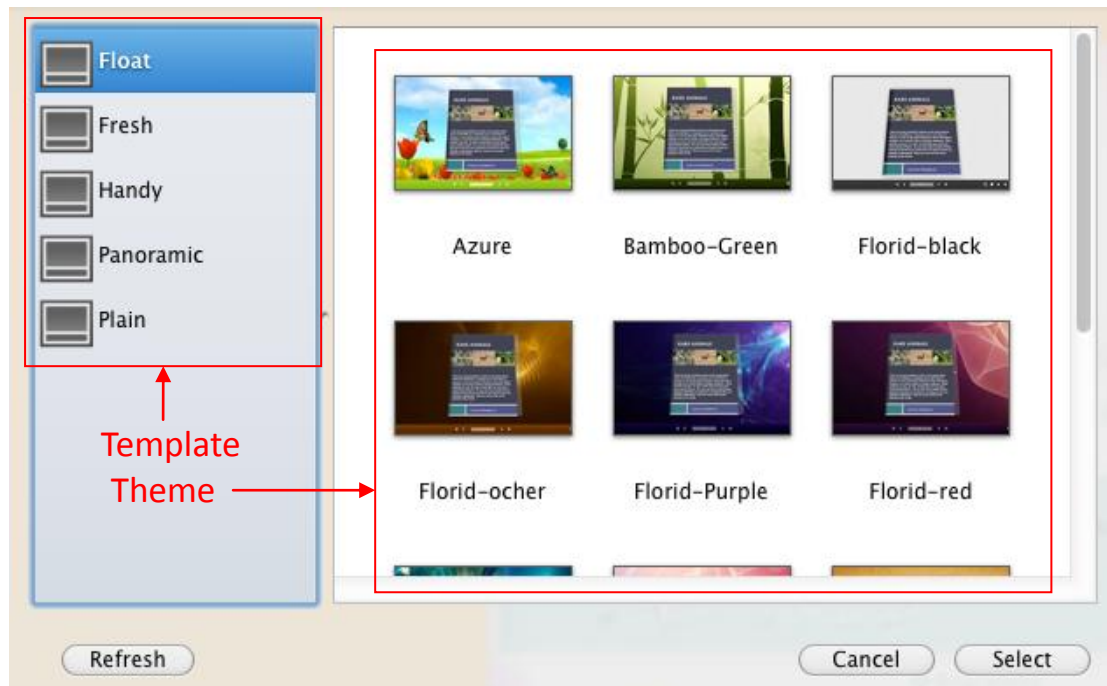 Float
Fresh
Handy
Panoramic
Plain
Template
Theme
Azure
Bamboo-Green
Florid-black
Florid-ocher
Florid-Purple
Florid-red
Refresh
Cancel
Select